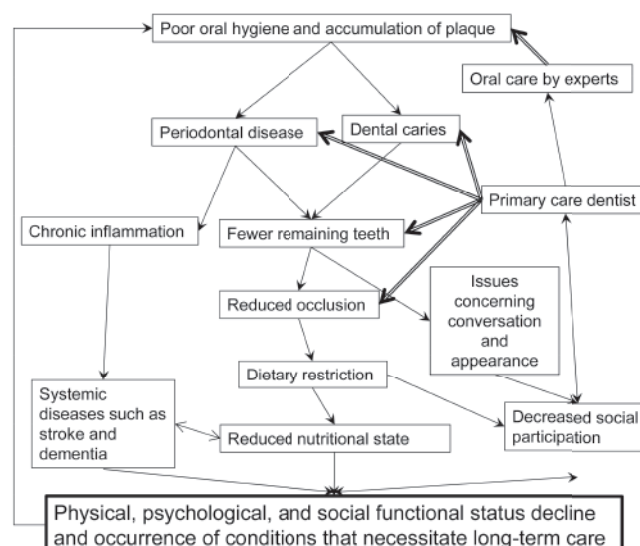 Poor oral hygiene and accumulation of plaque
Oral care by experts
Periodontal disease
Dental caries
Primary care dentist
Chronic inflammation
Fewer remaining teeth
Issues
concerning
conversation
and
appearance
Reduced occlusion
Dietary restriction
Systemic
diseases such as
stroke and
dementia
Decreased social
participation
Reduced nutritional state
Physical, psychological, and social functional status decline
and occurrence of conditions that necessitate long-term care